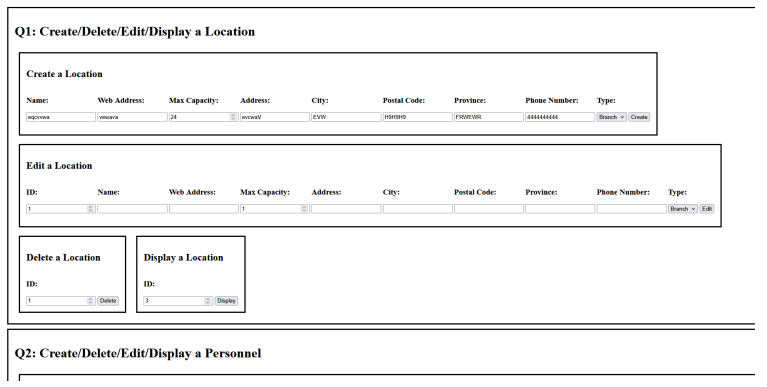 Q1: Create/Delete/Edit/Display a Location
Create a Location
Name: Web Address: Max Capacity: Address: City: Postal Code: Province: Phone Number: Type:
eqcvvwa vewava 24 evcwaV EVW H9H9H9 FRWEWR 4444444444 Branch Create
Edit a Location
ID: Name: Web Address: Max Capacity: Address: City: Postal Code: Province: Phone Number: Type:
1 1 Branch Edit
Delete a Location Display a Location
ID: ID:
1 Delete 3 Display
Q2: Create/Delete/Edit/Display a Personnel